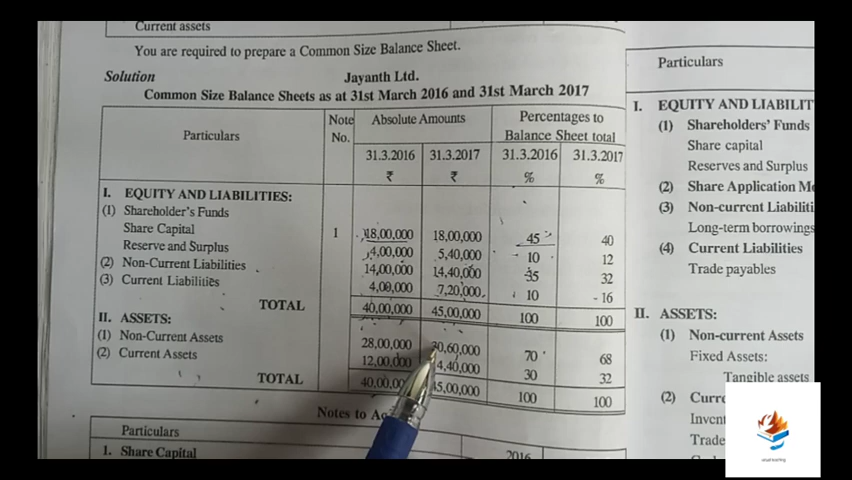 Current assets
You are required to prepare a Common Size Balance Sheet.
Solution Jayanth Ltd.
Common Size Balance Sheets as at 31st March 2016 and 31st March 2017
Particulars Note No. Absolute Amounts Percentages to Balance Sheet total
31.3.2016 31.3.2017 31.3.2016 31.3.2017
₹ ₹ % %
I. EQUITY AND LIABILITIES:
(1) Shareholder's Funds
Share Capital 1 18,00,000 18,00,000 45 40
Reserve and Surplus 4,00,000 5,40,000 10 12
(2) Non-Current Liabilities 14,00,000 14,40,000 35 32
(3) Current Liabilities 4,00,000 7,20,000 10 16
TOTAL 40,00,000 45,00,000 100 100
II. ASSETS:
(1) Non-Current Assets 28,00,000 30,60,000 70 68
(2) Current Assets 12,00,000 14,40,000 30 32
TOTAL 40,00,000 45,00,000 100 100
Notes to
Particulars
1. Share Capital 2016
Particulars
I. EQUITY AND LIABILIT
(1) Shareholders' Funds
Share capital
Reserves and Surplus
(2) Share Application
(3) Non-current Liabiliti
Long-term borrowings
(4) Current Liabilities
Trade payables
II. ASSETS:
(1) Non-current Assets
Fixed Assets:
Tangible assets
(2) Curre
Invent
Trade